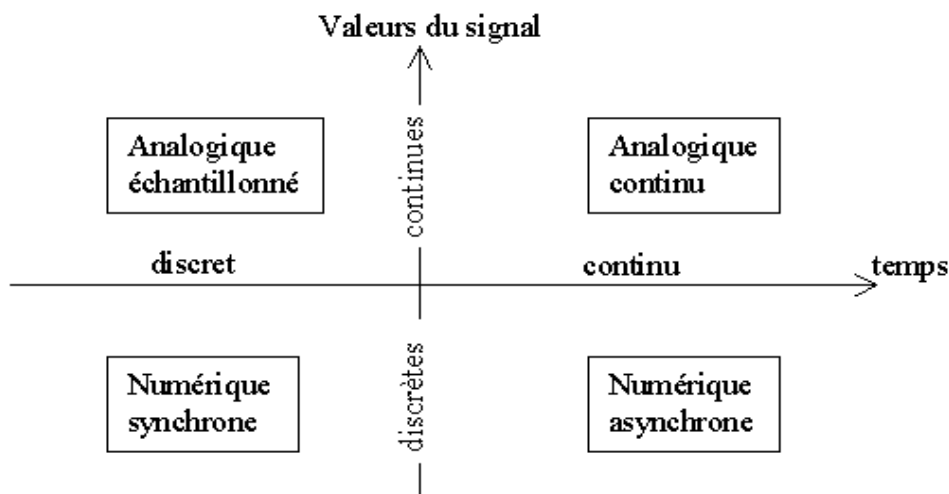 Valeurs du signal
Analogique
échantillonné
continues
Analogique
continu
discret
continu
temps
Numérique
synchrone
discrètes
Numérique
asynchrone